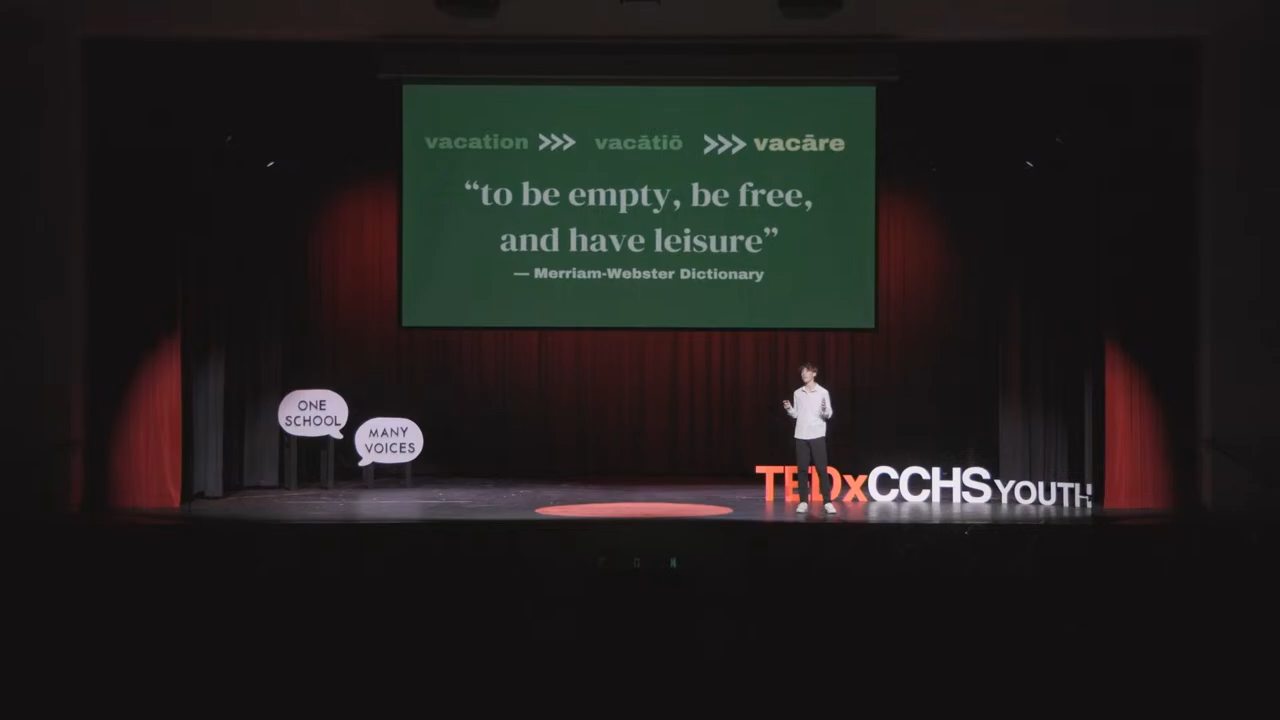 vacation >>> vacātiō >>> vacāre
“to be empty, be free,
and have leisure”
— Merriam-Webster Dictionary
ONE
SCHOOL
MANY
VOICES
TEDxCCHS YOUTH